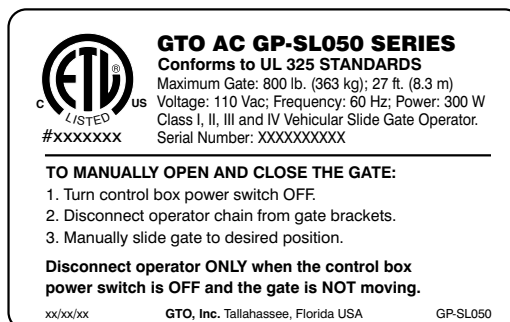 GTO AC GP-SL050 SERIES
Conforms to UL 325 STANDARDS
Maximum Gate: 800 lb. (363 kg); 27 ft. (8.3 m)
Voltage: 110 Vac; Frequency: 60 Hz; Power: 300 W
Class I, II, III and IV Vehicular Slide Gate Operator.
Serial Number: XXXXXXXXXX
ETL®
C US
LISTED
#xxxxxxx
TO MANUALLY OPEN AND CLOSE THE GATE:
1. Turn control box power switch OFF.
2. Disconnect operator chain from gate brackets.
3. Manually slide gate to desired position.
Disconnect operator ONLY when the control box
power switch is OFF and the gate is NOT moving.
xx/xx/xx GTO, Inc. Tallahassee, Florida USA GP-SL050